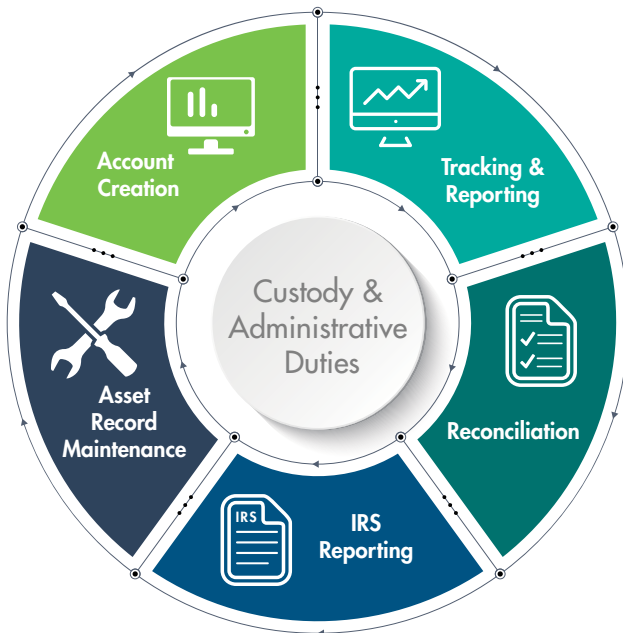 Account
Creation
Tracking &
Reporting
Custody &
Administrative
Duties
Asset
Record
Maintenance
Reconciliation
IRS
IRS
Reporting